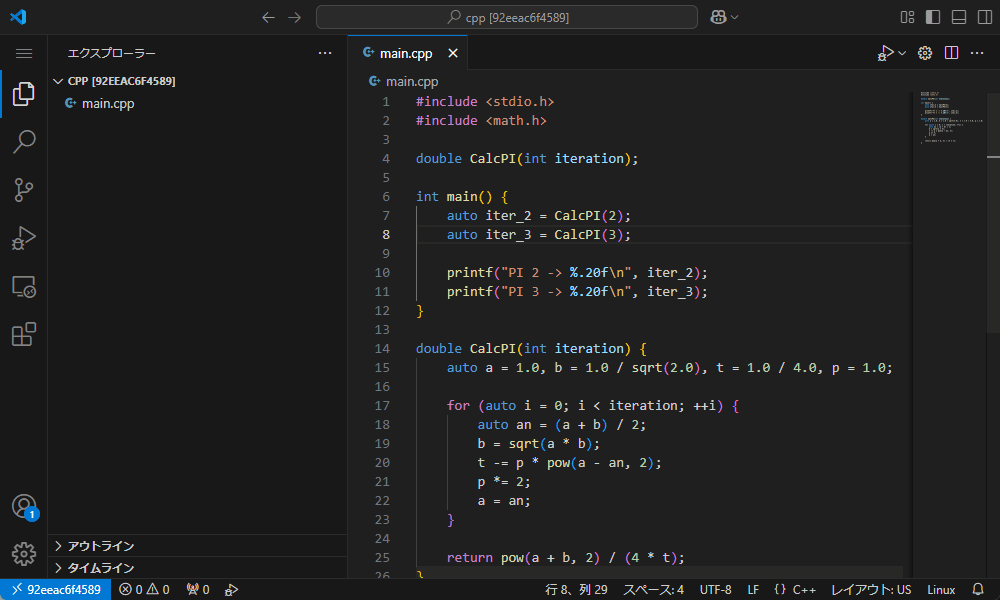 cpp [92eeac6f4589]
エクスプローラー
CPP [92EEAC6F4589]
main.cpp
アウトライン
タイムライン
main.cpp
main.cpp
1 #include <stdio.h>
2 #include <math.h>
3
4 double CalcPI(int iteration);
5
6 int main() {
7     auto iter_2 = CalcPI(2);
8     auto iter_3 = CalcPI(3);
9
10     printf("PI 2 -> %.20f\n", iter_2);
11     printf("PI 3 -> %.20f\n", iter_3);
12 }
13
14 double CalcPI(int iteration) {
15     auto a = 1.0, b = 1.0 / sqrt(2.0), t = 1.0 / 4.0, p = 1.0;
16
17     for (auto i = 0; i < iteration; ++i) {
18         auto an = (a + b) / 2;
19         b = sqrt(a * b);
20         t -= p * pow(a - an, 2);
21         p *= 2;
22         a = an;
23     }
24
25     return pow(a + b, 2) / (4 * t);
26 }
1
92eeac6f4589 0 0 0 行 8、列 29 スペース: 4 UTF-8 LF {} C++ レイアウト: US Linux